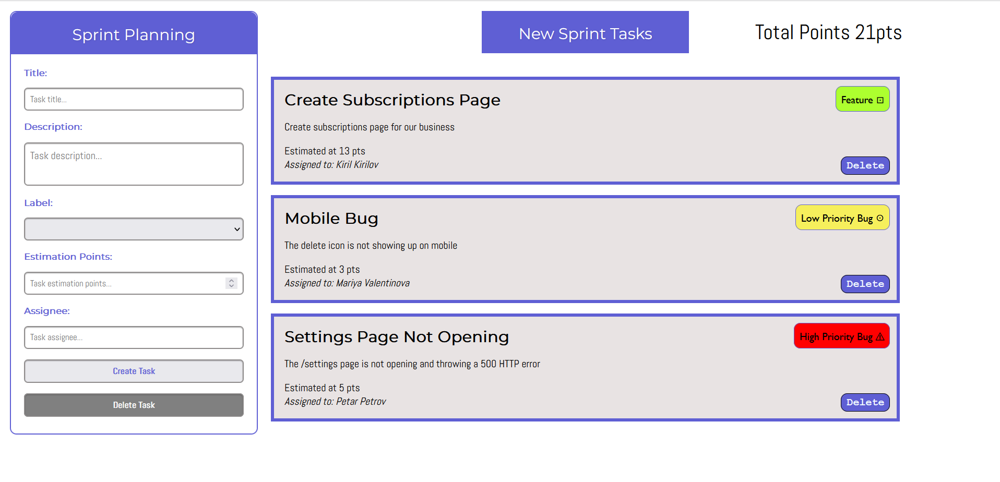 Sprint Planning
Title:
Task title...
Description:
Task description...
Label:
Estimation Points:
Task estimation points...
Assignee:
Task assignee...
Create Task
Delete Task
New Sprint Tasks
Total Points 21pts
Create Subscriptions Page
Feature ⊡
Create subscriptions page for our business
Estimated at 13 pts
Assigned to: Kiril Kirilov
Delete
Mobile Bug
Low Priority Bug ⊙
The delete icon is not showing up on mobile
Estimated at 3 pts
Assigned to: Mariya Valentinova
Delete
Settings Page Not Opening
High Priority Bug ⚠
The /settings page is not opening and throwing a 500 HTTP error
Estimated at 5 pts
Assigned to: Petar Petrov
Delete